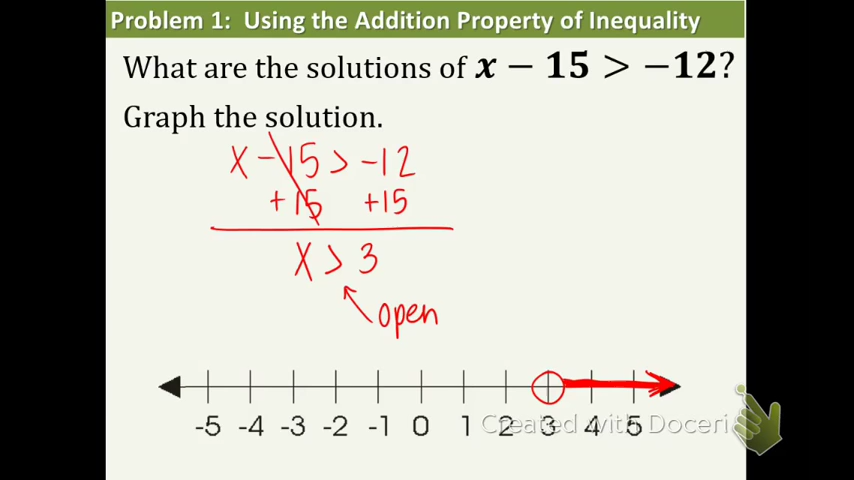 Problem 1: Using the Addition Property of Inequality
What are the solutions of x − 15 > −12?
Graph the solution.
x - 15 > -12
+15 +15
x > 3
open
-5 -4 -3 -2 -1 0 1 2 3 4 5
Created with Doceri